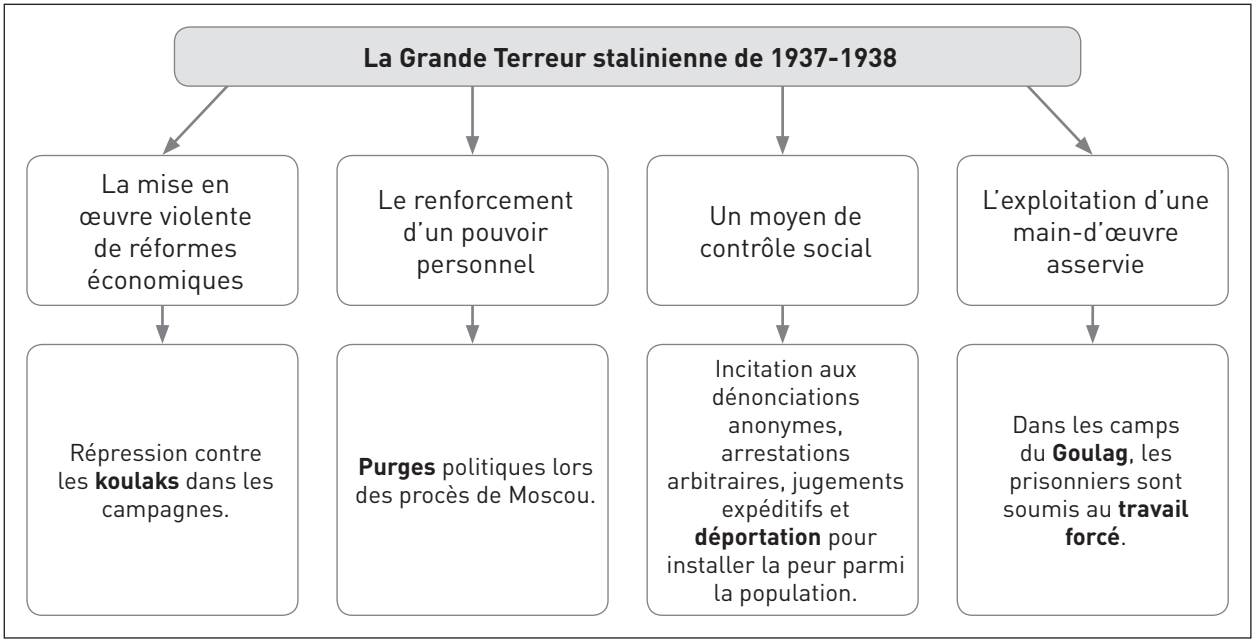 La Grande Terreur stalinienne de 1937-1938
La mise en
œuvre violente
de réformes
économiques
Le renforcement
d’un pouvoir
personnel
Un moyen de
contrôle social
L’exploitation d’une
main-d’œuvre
asservie
Répression contre
les koulaks dans les
campagnes.
Purges politiques lors
des procès de Moscou.
Incitation aux
dénonciations
anonymes,
arrestations
arbitraires, jugements
expéditifs et
déportation pour
installer la peur parmi
la population.
Dans les camps
du Goulag, les
prisonniers sont
soumis au travail
forcé.